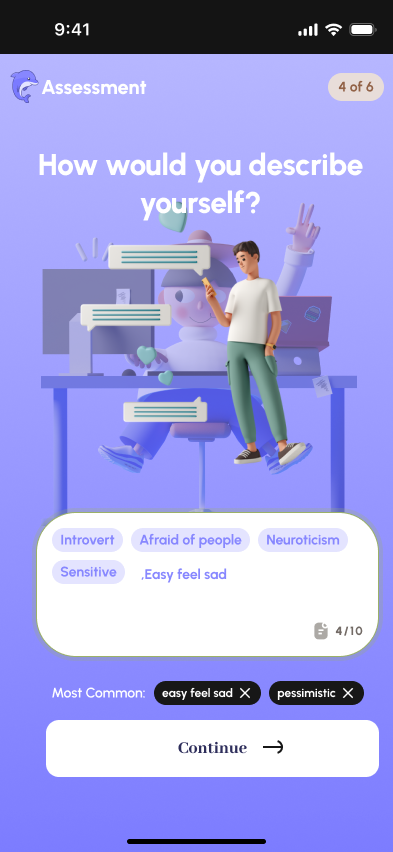 9:41
Assessment
4 of 6
How would you describe
yourself?
Introvert Afraid of people Neuroticism
Sensitive ,Easy feel sad
4/10
Most Common: easy feel sad pessimistic
Continue